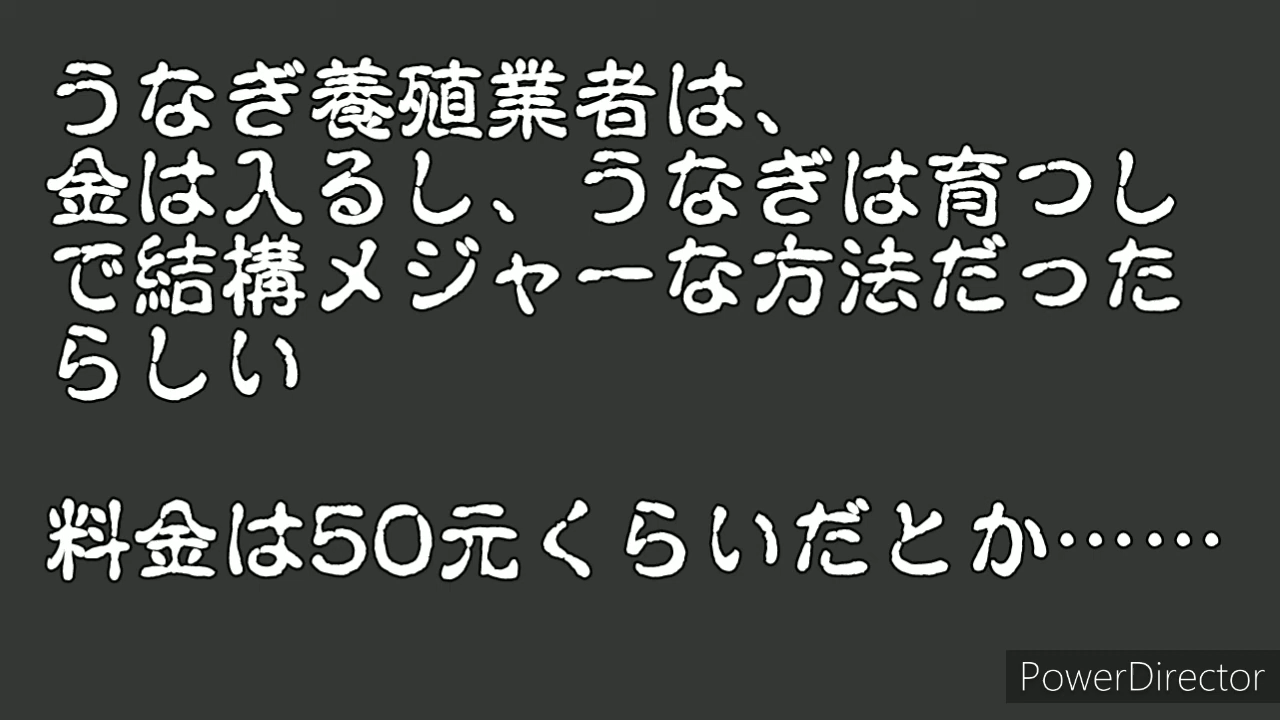 うなぎ養殖業者は、
金は入るし、うなぎは育つし
で結構メジャーな方法だった
らしい
料金は50元くらいだとか……
PowerDirector